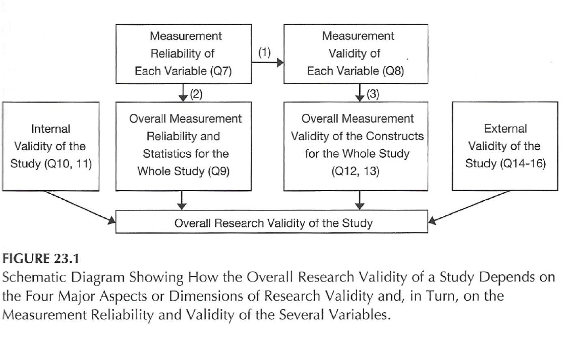 Measurement
Reliability of
Each Variable (Q7)
(1)
Measurement
Validity of
Each Variable (Q8)
(2)
(3)
Internal
Validity of the
Study (Q10, 11)
Overall Measurement
Reliability and
Statistics for the
Whole Study (Q9)
Overall Measurement
Validity of the Constructs
for the Whole Study
(Q12, 13)
External
Validity of the
Study (Q14-16)
Overall Research Validity of the Study
FIGURE 23.1
Schematic Diagram Showing How the Overall Research Validity of a Study Depends on
the Four Major Aspects or Dimensions of Research Validity and, in Turn, on the
Measurement Reliability and Validity of the Several Variables.